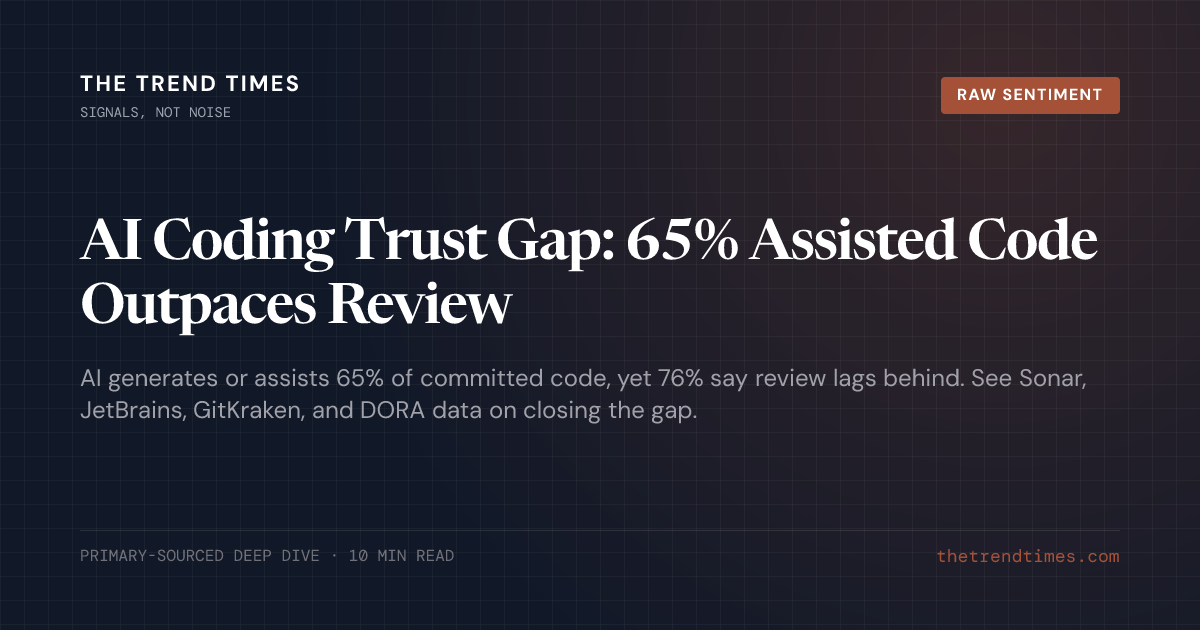 THE TREND TIMES
SIGNALS, NOT NOISE
RAW SENTIMENT
AI Coding Trust Gap: 65% Assisted Code
Outpaces Review
AI generates or assists 65% of committed code, yet 76% say review lags behind. See Sonar,
JetBrains, GitKraken, and DORA data on closing the gap.
PRIMARY-SOURCED DEEP DIVE · 10 MIN READ
thetrendtimes.com